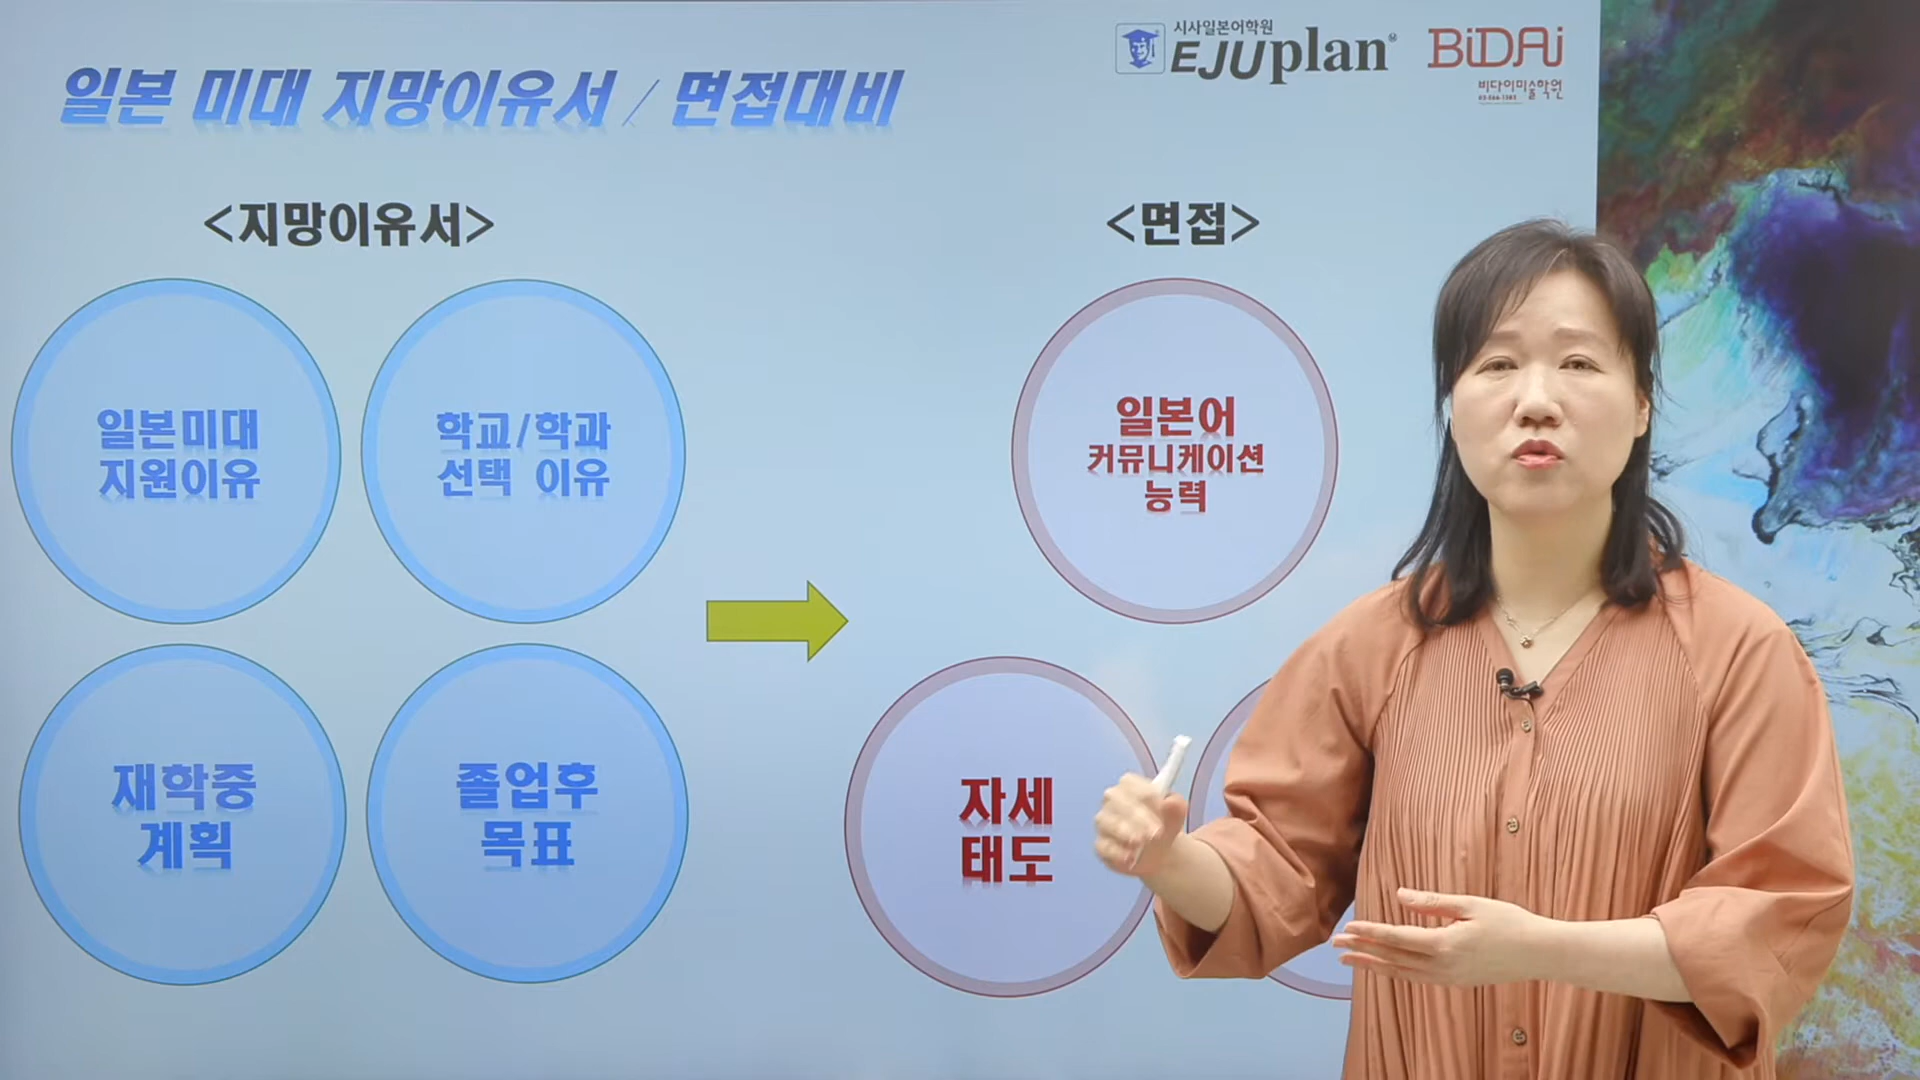 시사일본어학원
EJUplan
BiDAi
비다이미술학원
일본 미대 지망이유서 / 면접대비
<지망이유서>
<면접>
일본미대
지원이유
학교/학과
선택 이유
일본어
커뮤니케이션
능력
재학중
계획
졸업후
목표
자세
태도